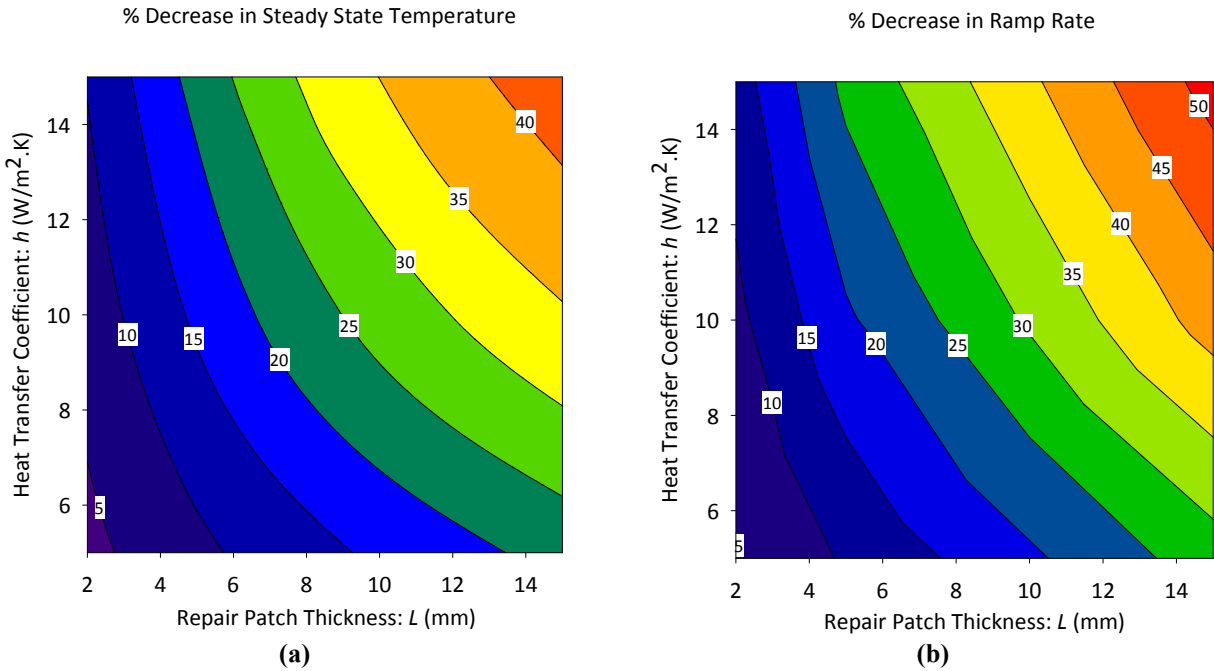 % Decrease in Steady State Temperature
Heat Transfer Coefficient: h (W/m².K)
14
12
10
8
6
5
10
15
20
25
30
35
40
2 4 6 8 10 12 14
Repair Patch Thickness: L (mm)
(a)
% Decrease in Ramp Rate
Heat Transfer Coefficient: h (W/m².K)
14
12
10
8
6
5
10
15
20
25
30
35
40
45
50
2 4 6 8 10 12 14
Repair Patch Thickness: L (mm)
(b)